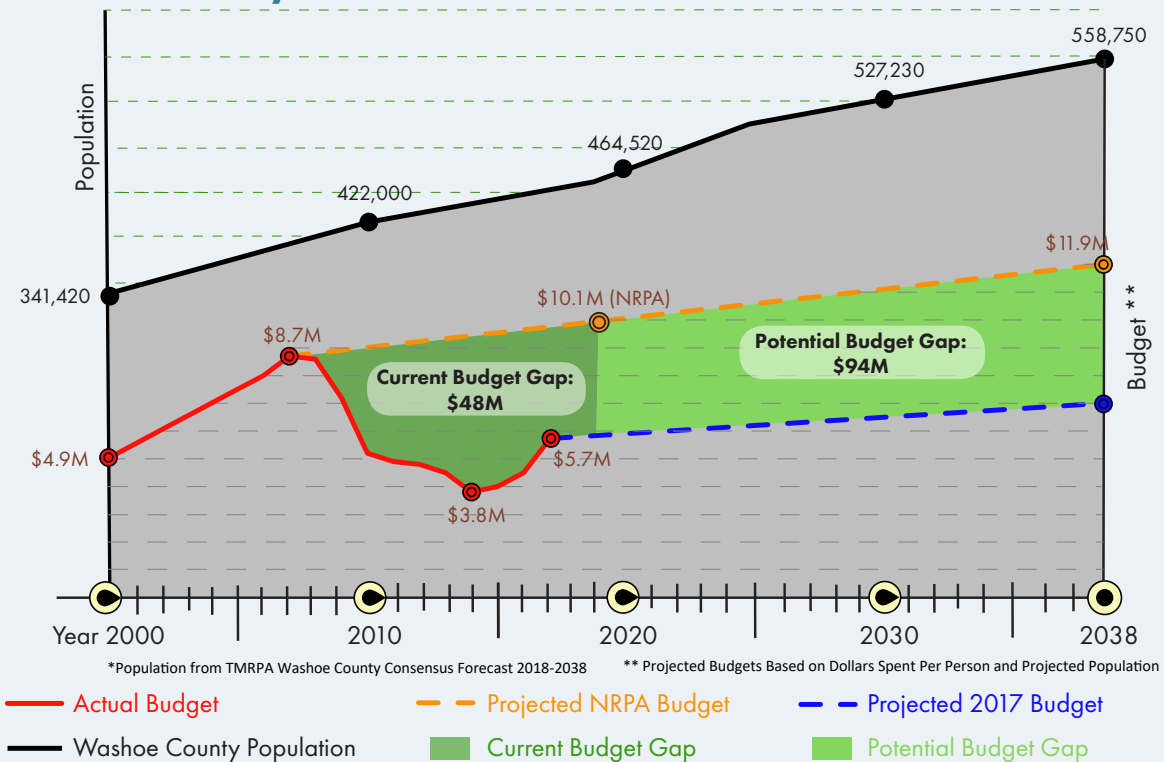 Population
558,750
527,230
464,520
422,000
341,420
$11.9M
$10.1M (NRPA)
$8.7M
Potential Budget Gap:
$94M
Current Budget Gap:
$48M
Budget **
$4.9M
$5.7M
$3.8M
Year 2000
2010
2020
2030
2038
*Population from TMRPA Washoe County Consensus Forecast 2018-2038
** Projected Budgets Based on Dollars Spent Per Person and Projected Population
Actual Budget
Projected NRPA Budget
Projected 2017 Budget
Washoe County Population
Current Budget Gap
Potential Budget Gap